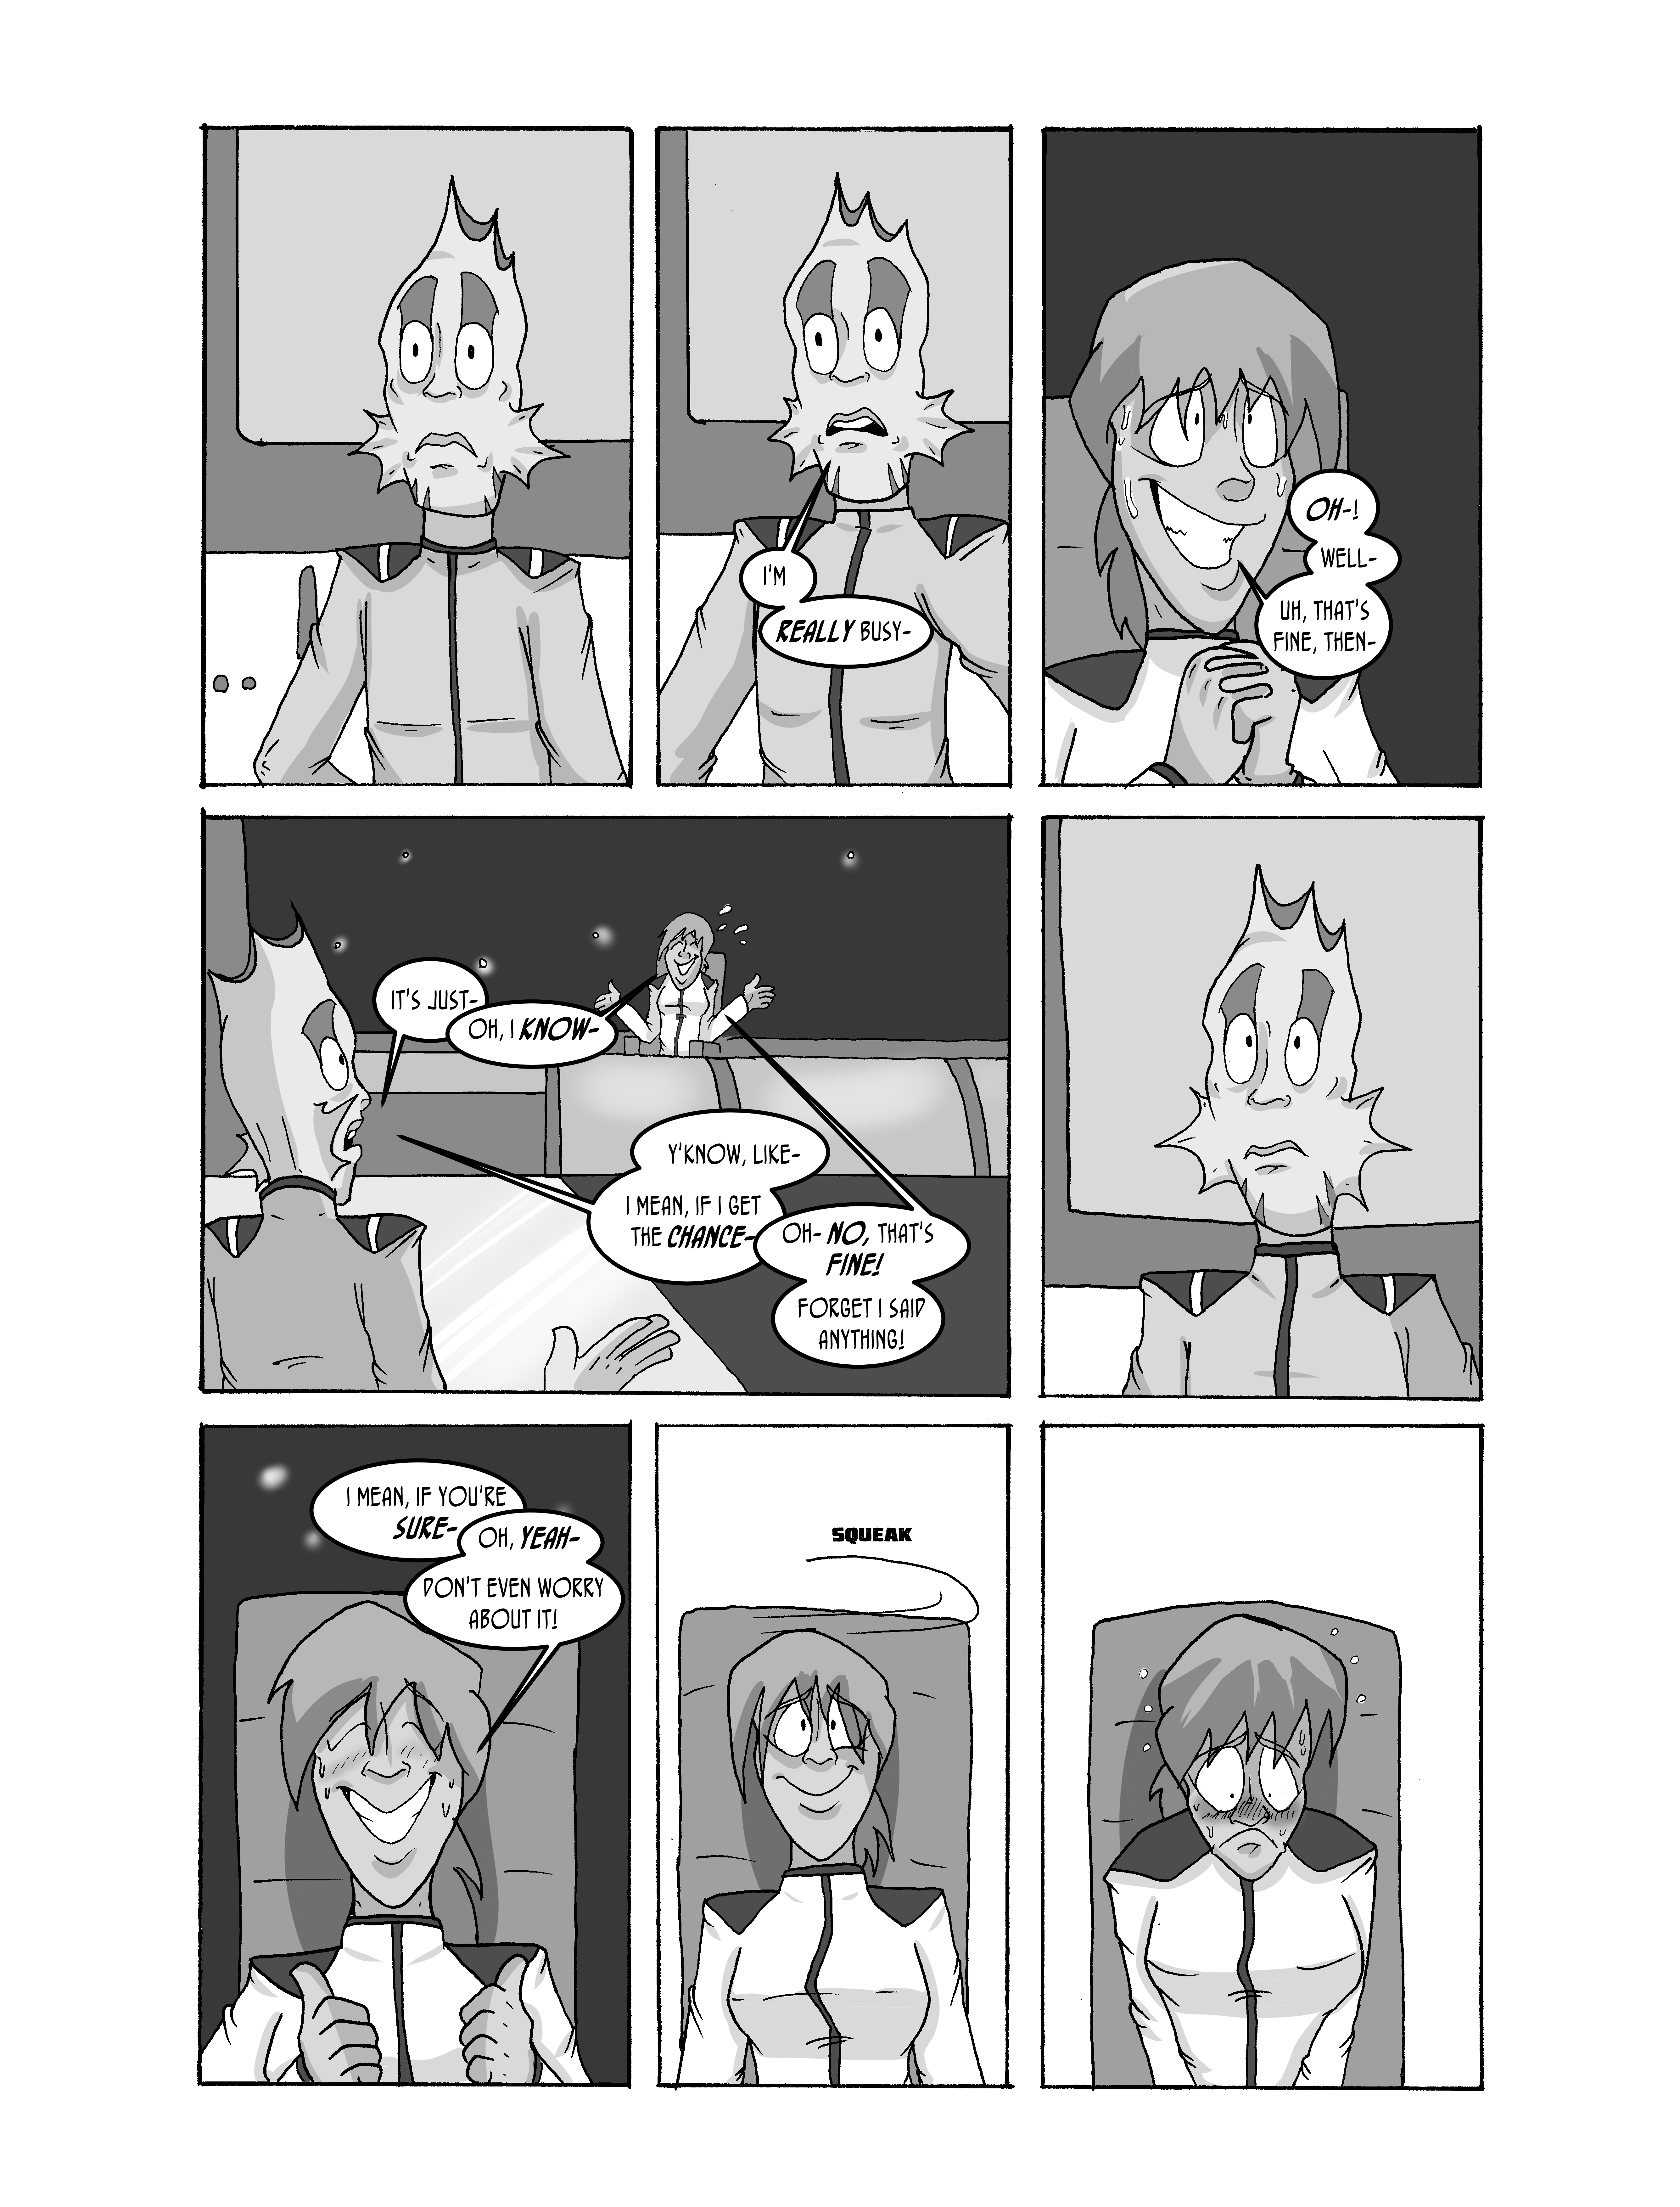 I'M
REALLY BUSY-
OH-!
WELL-
UH, THAT'S
FINE, THEN-
IT'S JUST-
OH, I KNOW-
Y'KNOW, LIKE-
I MEAN, IF I GET
THE CHANCE-
OH- NO, THAT'S
FINE!
FORGET I SAID
ANYTHING!
I MEAN, IF YOU'RE
SURE-
OH, YEAH-
DON'T EVEN WORRY
ABOUT IT!
SQUEAK